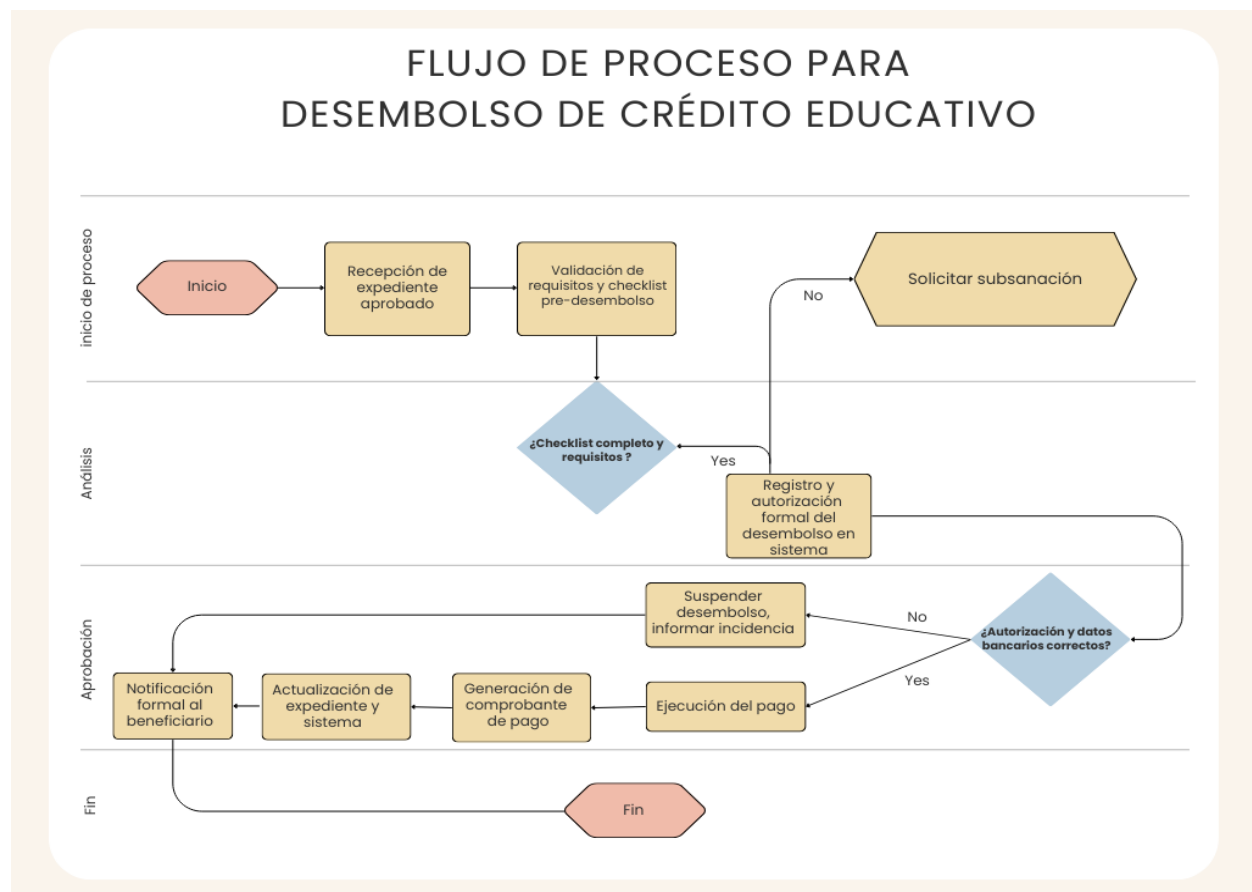 FLUJO DE PROCESO PARA
DESEMBOLSO DE CRÉDITO EDUCATIVO
inicio de proceso
Inicio
Recepción de
expediente
aprobado
Validación de
requisitos y checklist
pre-desembolso
No
Solicitar subsanación
Análisis
¿Checklist completo y
requisitos ?
Yes
Registro y
autorización
formal del
desembolso en
sistema
Aprobación
Suspender
desembolso,
informar incidencia
No
¿Autorización y datos
bancarios correctos?
Yes
Notificación
formal al
beneficiario
Actualización de
expediente y
sistema
Generación de
comprobante
de pago
Ejecución del pago
Fin
Fin